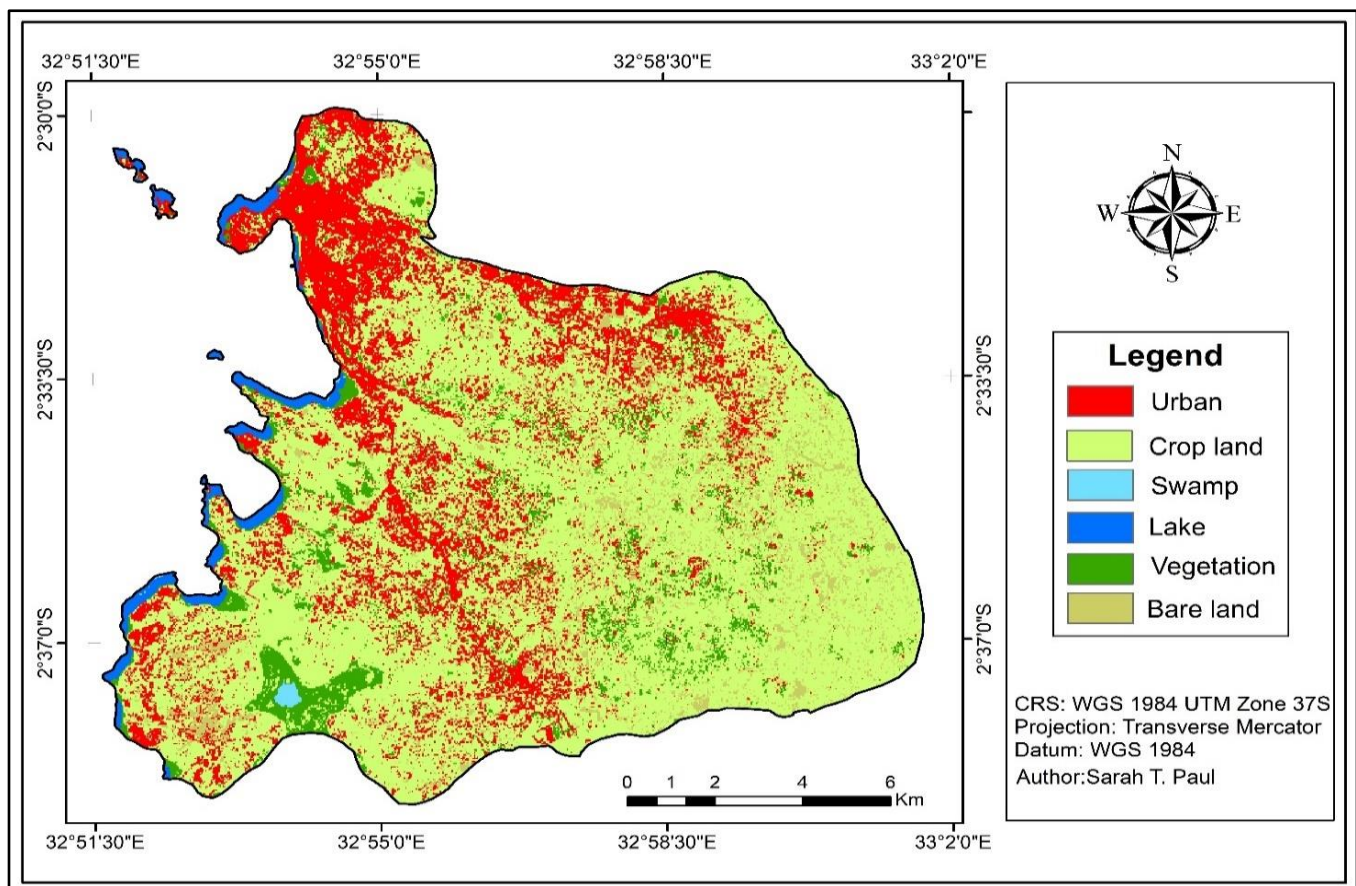 32°51'30"E 32°55'0"E 32°58'30"E 33°2'0"E
2°30'0"S
2°33'30"S
2°37'0"S
2°33'30"S
2°37'0"S
0 1 2 4 6
Km
32°51'30"E 32°55'0"E 32°58'30"E 33°2'0"E
N
W E
S
Legend
Urban
Crop land
Swamp
Lake
Vegetation
Bare land
CRS: WGS 1984 UTM Zone 37S
Projection: Transverse Mercator
Datum: WGS 1984
Author:Sarah T. Paul